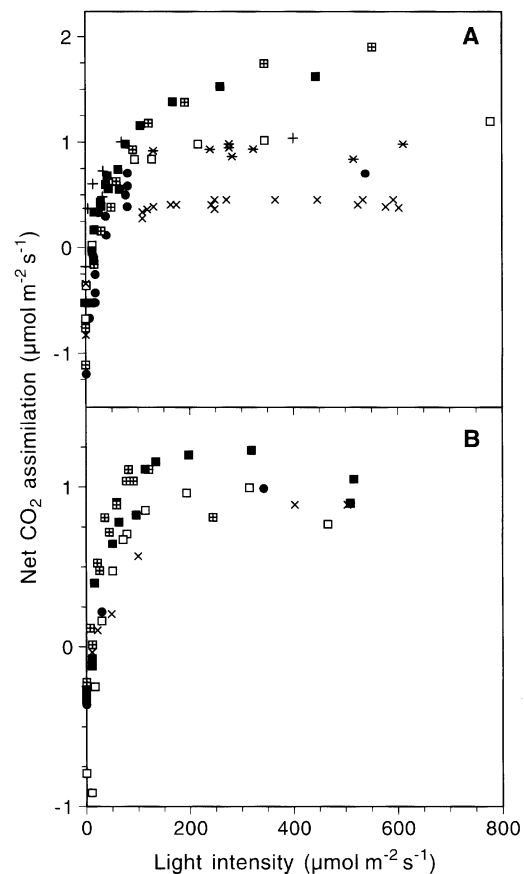 2
A
1
0
-1
Net CO2 assimilation (µmol m-2 s-1)
B
1
0
-1
0 200 400 600 800
Light intensity (µmol m-2 s-1)